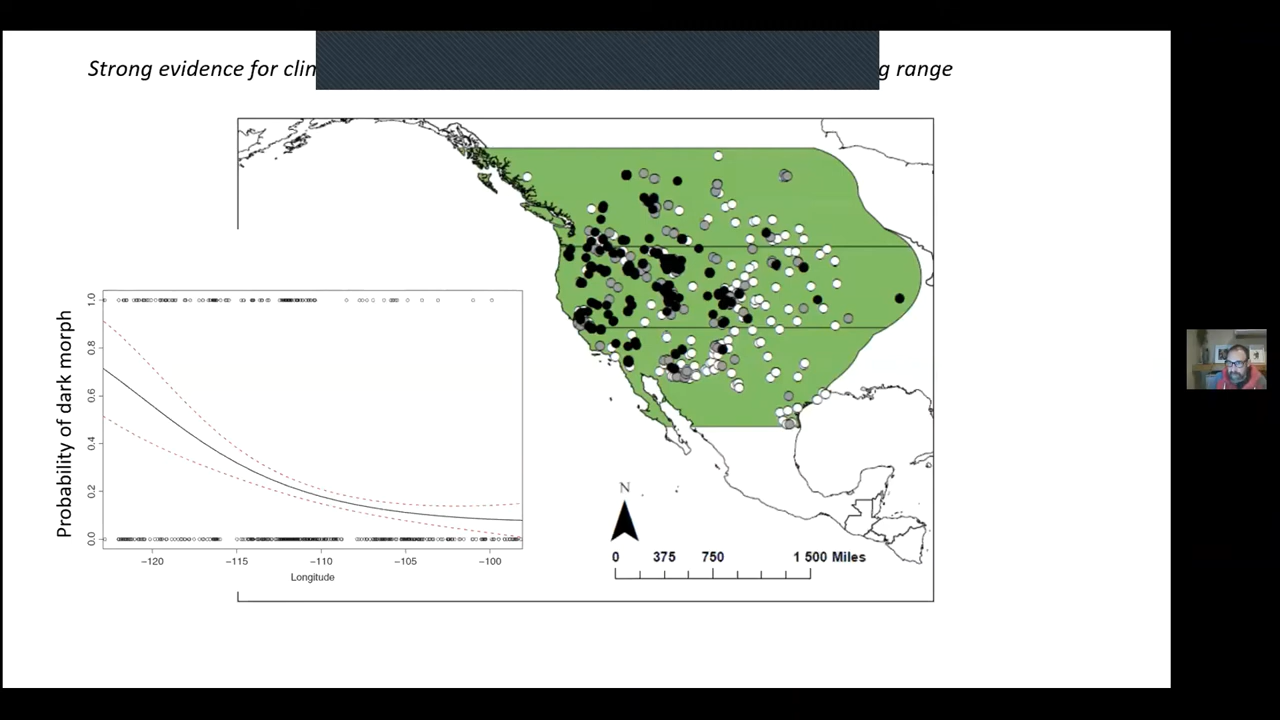 Strong evidence for clin
g range
Probability of dark morph
1.0
0.8
0.6
0.4
0.2
0.0
−120 −115 −110 −105 −100
Longitude
N
0 375 750 1 500 Miles